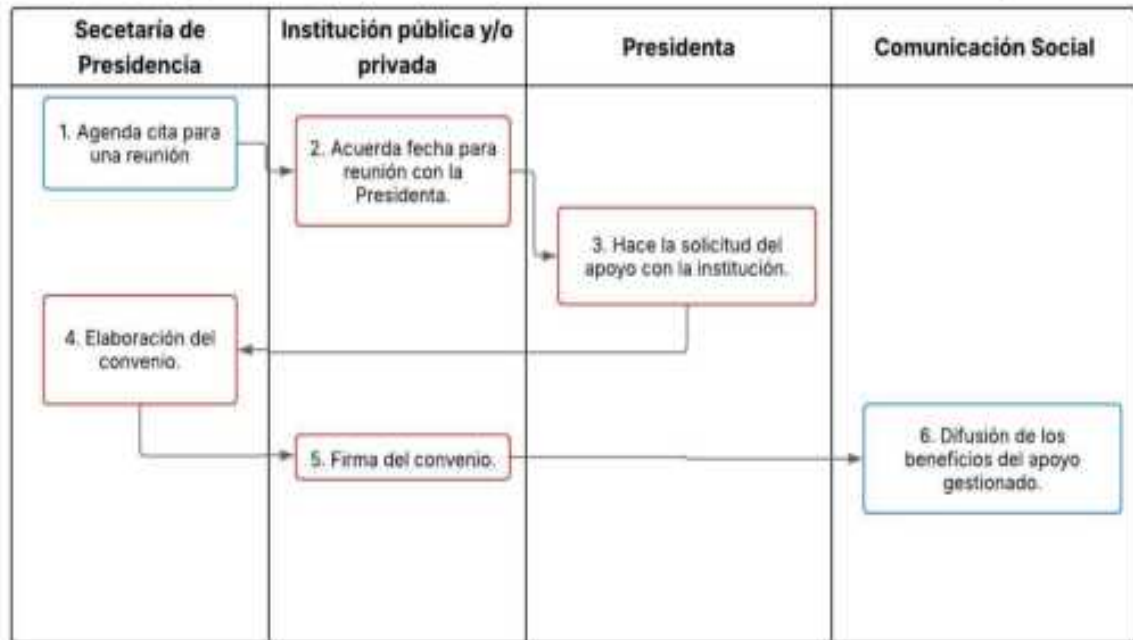 Secetaría de
Presidencia
Institución pública y/o
privada
Presidenta
Comunicación Social
1. Agenda cita para
una reunión
2. Acuerda fecha para
reunión con la
Presidenta.
3. Hace la solicitud del
apoyo con la institución.
4. Elaboración del
convenio.
5. Firma del convenio.
6. Difusión de los
beneficios del apoyo
gestionado.